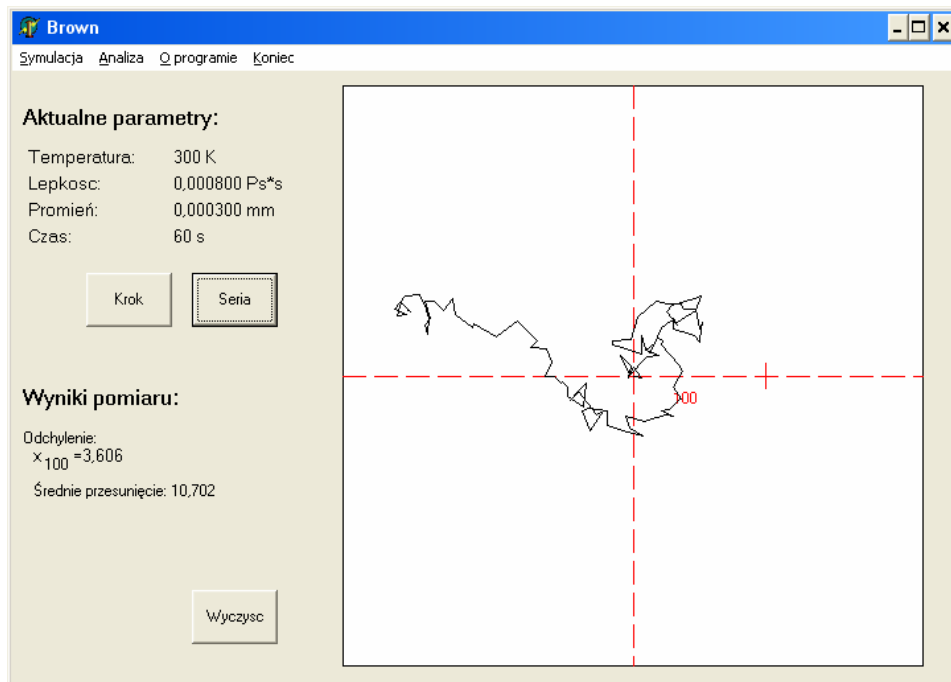 Brown
Symulacja Analiza O programie Koniec
Aktualne parametry:
Temperatura: 300 K
Lepkosc: 0,000800 Ps*s
Promień: 0,000300 mm
Czas: 60 s
Krok Seria
100
Wyniki pomiaru:
Odchylenie:
x100 =3,606
Średnie przesunięcie: 10,702
Wyczysc